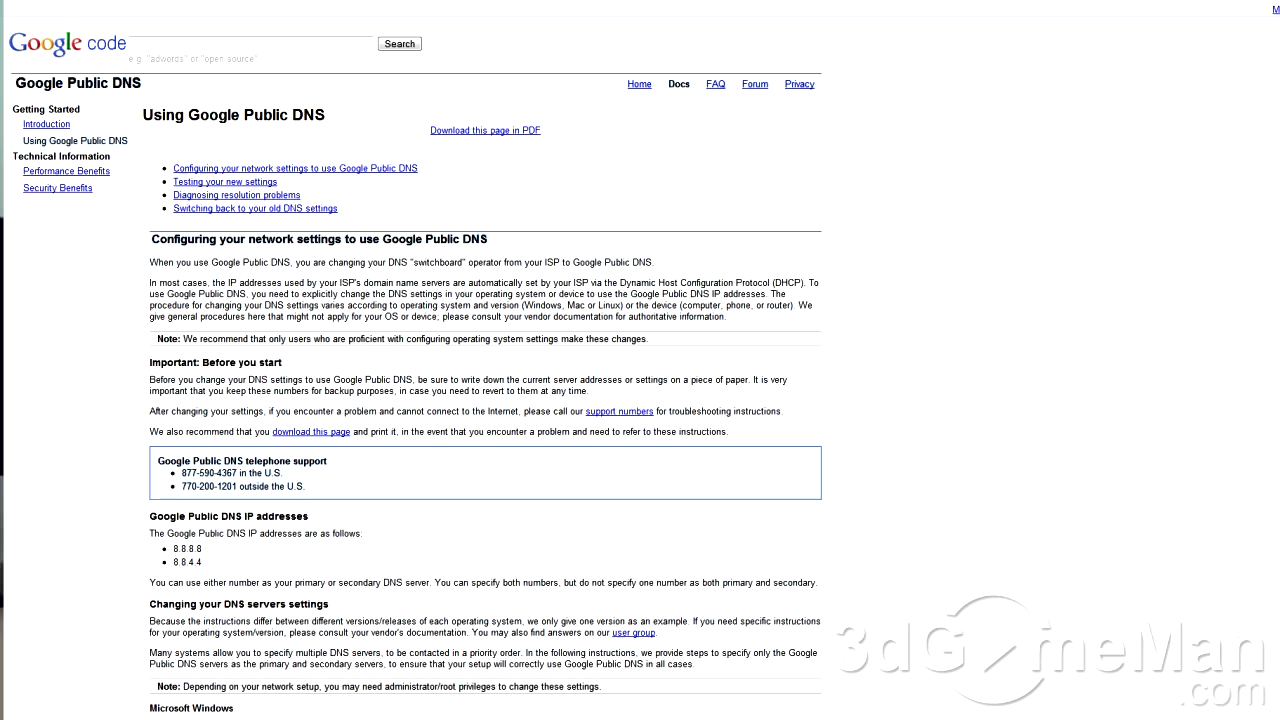 M
Google code
Search
e.g. "adwords" or "open source"
Google Public DNS
Home Docs FAQ Forum Privacy
Getting Started
Introduction
Using Google Public DNS
Technical Information
Performance Benefits
Security Benefits
Using Google Public DNS
Download this page in PDF
Configuring your network settings to use Google Public DNS
Testing your new settings
Diagnosing resolution problems
Switching back to your old DNS settings
Configuring your network settings to use Google Public DNS
When you use Google Public DNS, you are changing your DNS "switchboard" operator from your ISP to Google Public DNS.
In most cases, the IP addresses used by your ISP's domain name servers are automatically set by your ISP via the Dynamic Host Configuration Protocol (DHCP). To
use Google Public DNS, you need to explicitly change the DNS settings in your operating system or device to use the Google Public DNS IP addresses. The
procedure for changing your DNS settings varies according to operating system and version (Windows, Mac or Linux) or the device (computer, phone, or router). We
give general procedures here that might not apply for your OS or device; please consult your vendor documentation for authoritative information.
Note: We recommend that only users who are proficient with configuring operating system settings make these changes.
Important: Before you start
Before you change your DNS settings to use Google Public DNS, be sure to write down the current server addresses or settings on a piece of paper. It is very
important that you keep these numbers for backup purposes, in case you need to revert to them at any time.
After changing your settings, if you encounter a problem and cannot connect to the Internet, please call our support numbers for troubleshooting instructions.
We also recommend that you download this page and print it, in the event that you encounter a problem and need to refer to these instructions.
Google Public DNS telephone support
877-590-4367 in the U.S.
770-200-1201 outside the U.S.
Google Public DNS IP addresses
The Google Public DNS IP addresses are as follows:
8.8.8.8
8.8.4.4
You can use either number as your primary or secondary DNS server. You can specify both numbers, but do not specify one number as both primary and secondary.
Changing your DNS servers settings
Because the instructions differ between different versions/releases of each operating system, we only give one version as an example. If you need specific instructions
for your operating system/version, please consult your vendor's documentation. You may also find answers on our user group.
Many systems allow you to specify multiple DNS servers, to be contacted in a priority order. In the following instructions, we provide steps to specify only the Google
Public DNS servers as the primary and secondary servers, to ensure that your setup will correctly use Google Public DNS in all cases.
Note: Depending on your network setup, you may need administrator/root privileges to change these settings.
Microsoft Windows
3dGameMan
.com